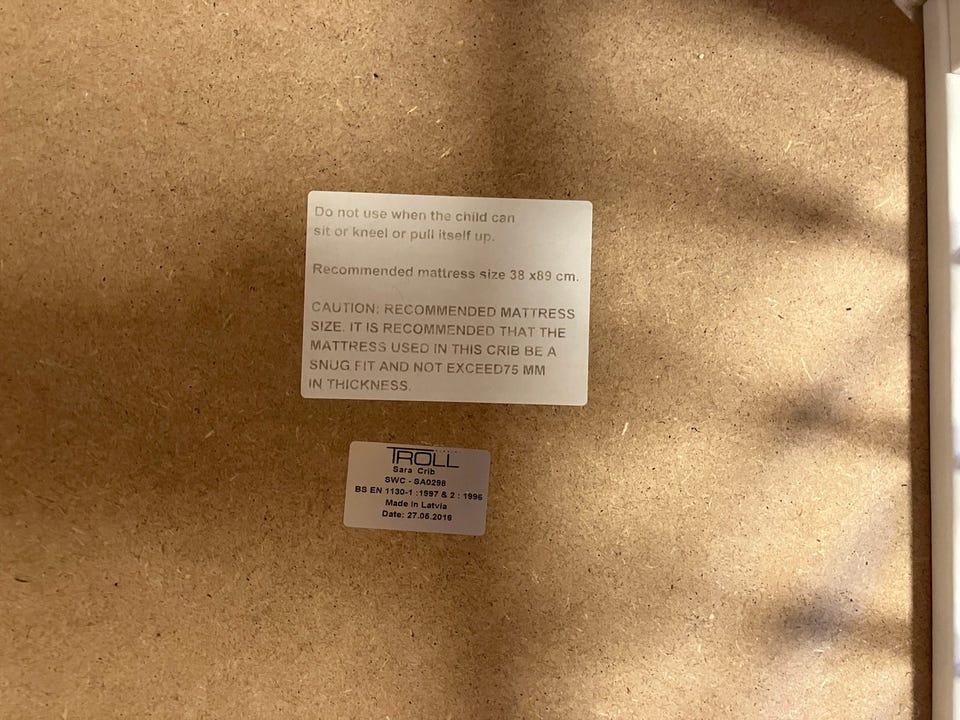 Do not use when the child can
sit or kneel or pull itself up.
Recommended mattress size 38 x89 cm.
CAUTION: RECOMMENDED MATTRESS
SIZE. IT IS RECOMMENDED THAT THE
MATTRESS USED IN THIS CRIB BE A
SNUG FIT AND NOT EXCEED75 MM
IN THICKNESS.
TROLL
Sara Crib
SWC - SA0298
BS EN 1130-1 :1997 & 2 : 1996
Made in Latvia
Date: 27.05.2016